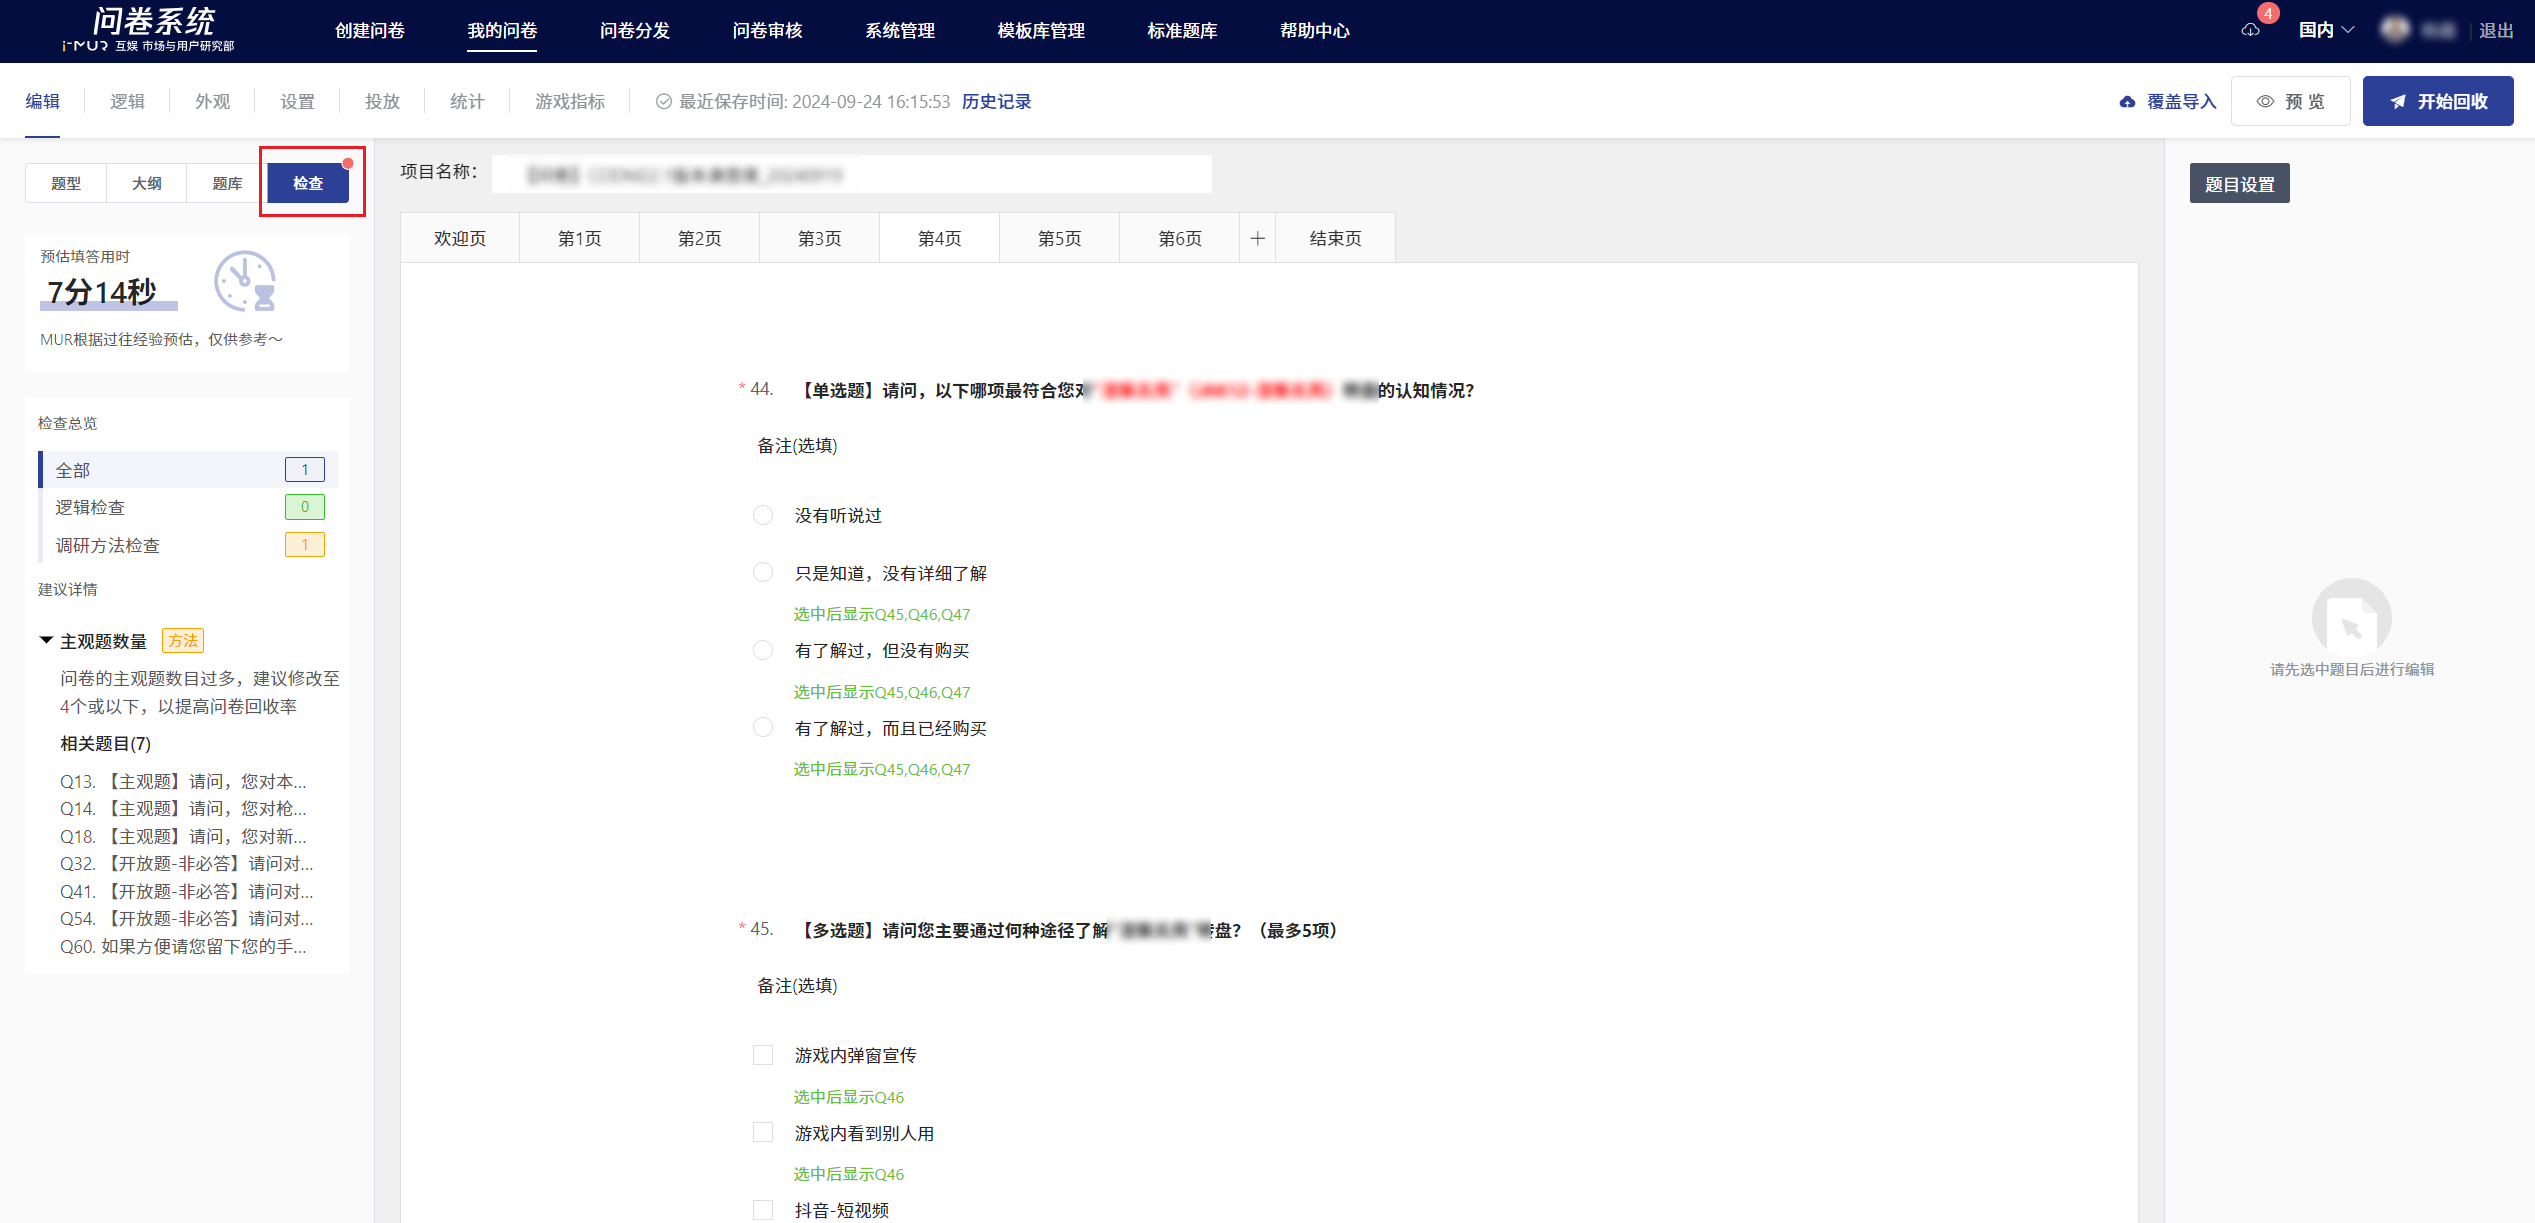 问卷系统
i-MUR 互娱 市场与用户研究部
创建问卷
我的问卷
问卷分发
问卷审核
系统管理
模板库管理
标准题库
帮助中心
4
国内
退出
编辑
逻辑
外观
设置
投放
统计
游戏指标
最近保存时间: 2024-09-24 16:15:53
历史记录
覆盖导入
预 览
开始回收
题型
大纲
题库
检查
预估填答用时
7分14秒
MUR根据过往经验预估，仅供参考～
检查总览
全部 1
逻辑检查 0
调研方法检查 1
建议详情
主观题数量 方法
问卷的主观题数目过多，建议修改至
4个或以下，以提高问卷回收率
相关题目(7)
Q13. 【主观题】请问，您对本...
Q14. 【主观题】请问，您对枪...
Q18. 【主观题】请问，您对新...
Q32. 【开放题-非必答】请问对...
Q41. 【开放题-非必答】请问对...
Q54. 【开放题-非必答】请问对...
Q60. 如果方便请您留下您的手...
项目名称：
欢迎页
第1页
第2页
第3页
第4页
第5页
第6页
结束页
* 44. 【单选题】请问，以下哪项最符合您对 的认知情况？
备注(选填)
没有听说过
只是知道，没有详细了解
选中后显示Q45,Q46,Q47
有了解过，但没有购买
选中后显示Q45,Q46,Q47
有了解过，而且已经购买
选中后显示Q45,Q46,Q47
* 45. 【多选题】请问您主要通过何种途径了解 盘？（最多5项）
备注(选填)
游戏内弹窗宣传
选中后显示Q46
游戏内看到别人用
选中后显示Q46
抖音-短视频
题目设置
请先选中题目后进行编辑